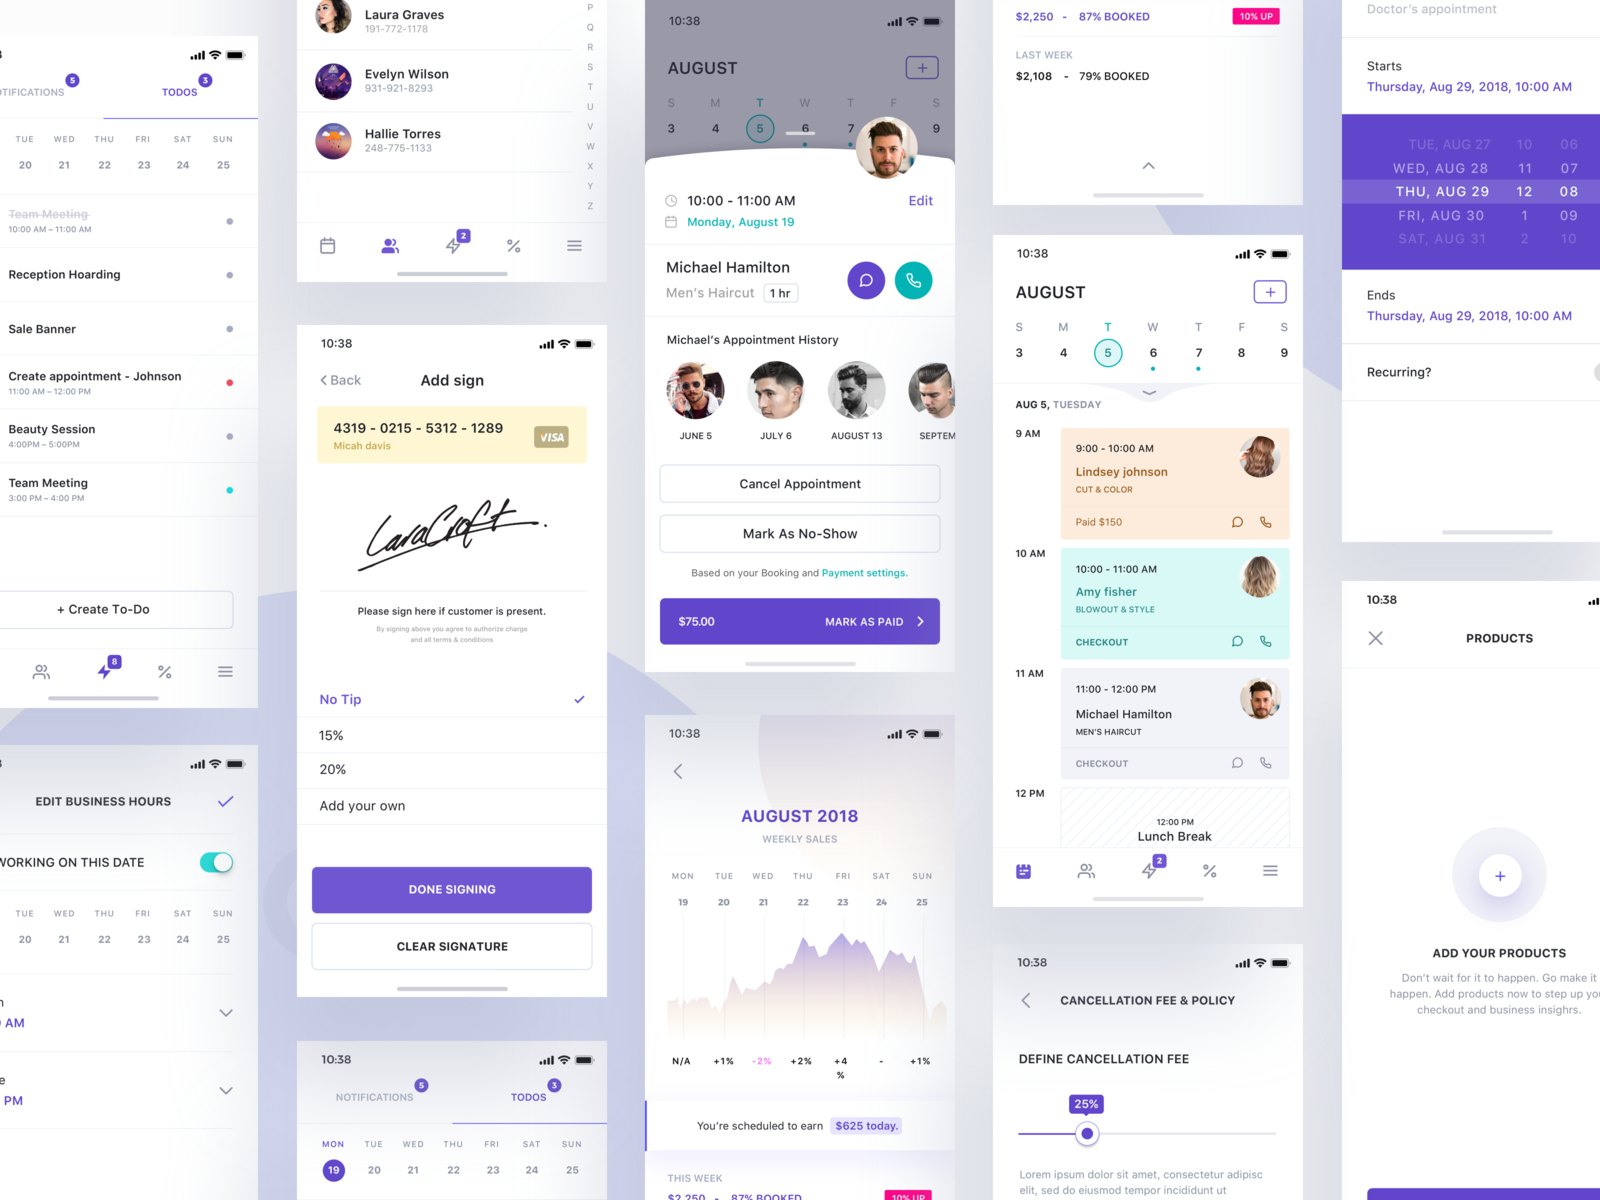 NOTIFICATIONS 5
TODOS 3
TUE WED THU FRI SAT SUN
20 21 22 23 24 25
Team Meeting
10:00 AM – 11:00 AM
Reception Hoarding
Sale Banner
Create appointment - Johnson
11:00 AM – 12:00 PM
Beauty Session
4:00PM – 5:00PM
Team Meeting
3:00 PM – 4:00 PM
+ Create To-Do
8
EDIT BUSINESS HOURS
WORKING ON THIS DATE
TUE WED THU FRI SAT SUN
20 21 22 23 24 25
AM
PM
Laura Graves
191-772-1178
Evelyn Wilson
931-921-8293
Hallie Torres
248-775-1133
P
Q
R
S
T
U
V
W
X
Y
Z
2
10:38
Back
Add sign
4319 - 0215 - 5312 - 1289
Micah davis
VISA
LaraCroft.
Please sign here if customer is present.
By signing above you agree to authorize charge
and all terms & conditions
No Tip
15%
20%
Add your own
DONE SIGNING
CLEAR SIGNATURE
10:38
NOTIFICATIONS 5
TODOS 3
MON TUE WED THU FRI SAT SUN
19 20 21 22 23 24 25
10:38
AUGUST
+
S M T W T F S
3 4 5 6 7 9
10:00 - 11:00 AM
Edit
Monday, August 19
Michael Hamilton
Men's Haircut 1 hr
Michael's Appointment History
JUNE 5 JULY 6 AUGUST 13 SEPTEM
Cancel Appointment
Mark As No-Show
Based on your Booking and Payment settings.
$75.00 MARK AS PAID
10:38
AUGUST 2018
WEEKLY SALES
MON TUE WED THU FRI SAT SUN
19 20 21 22 23 24 25
N/A +1% -2% +2% +4 - +1%
%
You're scheduled to earn $625 today.
THIS WEEK
$2,250 - 87% BOOKED 10% UP
$2,250 - 87% BOOKED 10% UP
LAST WEEK
$2,108 - 79% BOOKED
10:38
AUGUST
+
S M T W T F S
3 4 5 6 7 8 9
AUG 5, TUESDAY
9 AM
9:00 - 10:00 AM
Lindsey johnson
CUT & COLOR
Paid $150
10 AM
10:00 - 11:00 AM
Amy fisher
BLOWOUT & STYLE
CHECKOUT
11 AM
11:00 - 12:00 PM
Michael Hamilton
MEN'S HAIRCUT
CHECKOUT
12 PM
12:00 PM
Lunch Break
2
10:38
CANCELLATION FEE & POLICY
DEFINE CANCELLATION FEE
25%
Lorem ipsum dolor sit amet, consectetur adipisc
elit, sed do eiusmod tempor incididunt ut
Doctor's appointment
Starts
Thursday, Aug 29, 2018, 10:00 AM
TUE, AUG 27 10 06
WED, AUG 28 11 07
THU, AUG 29 12 08
FRI, AUG 30 1 09
SAT, AUG 31 2 10
Ends
Thursday, Aug 29, 2018, 10:00 AM
Recurring?
10:38
PRODUCTS
+
ADD YOUR PRODUCTS
Don't wait for it to happen. Go make it
happen. Add products now to step up you
checkout and business insighrs.